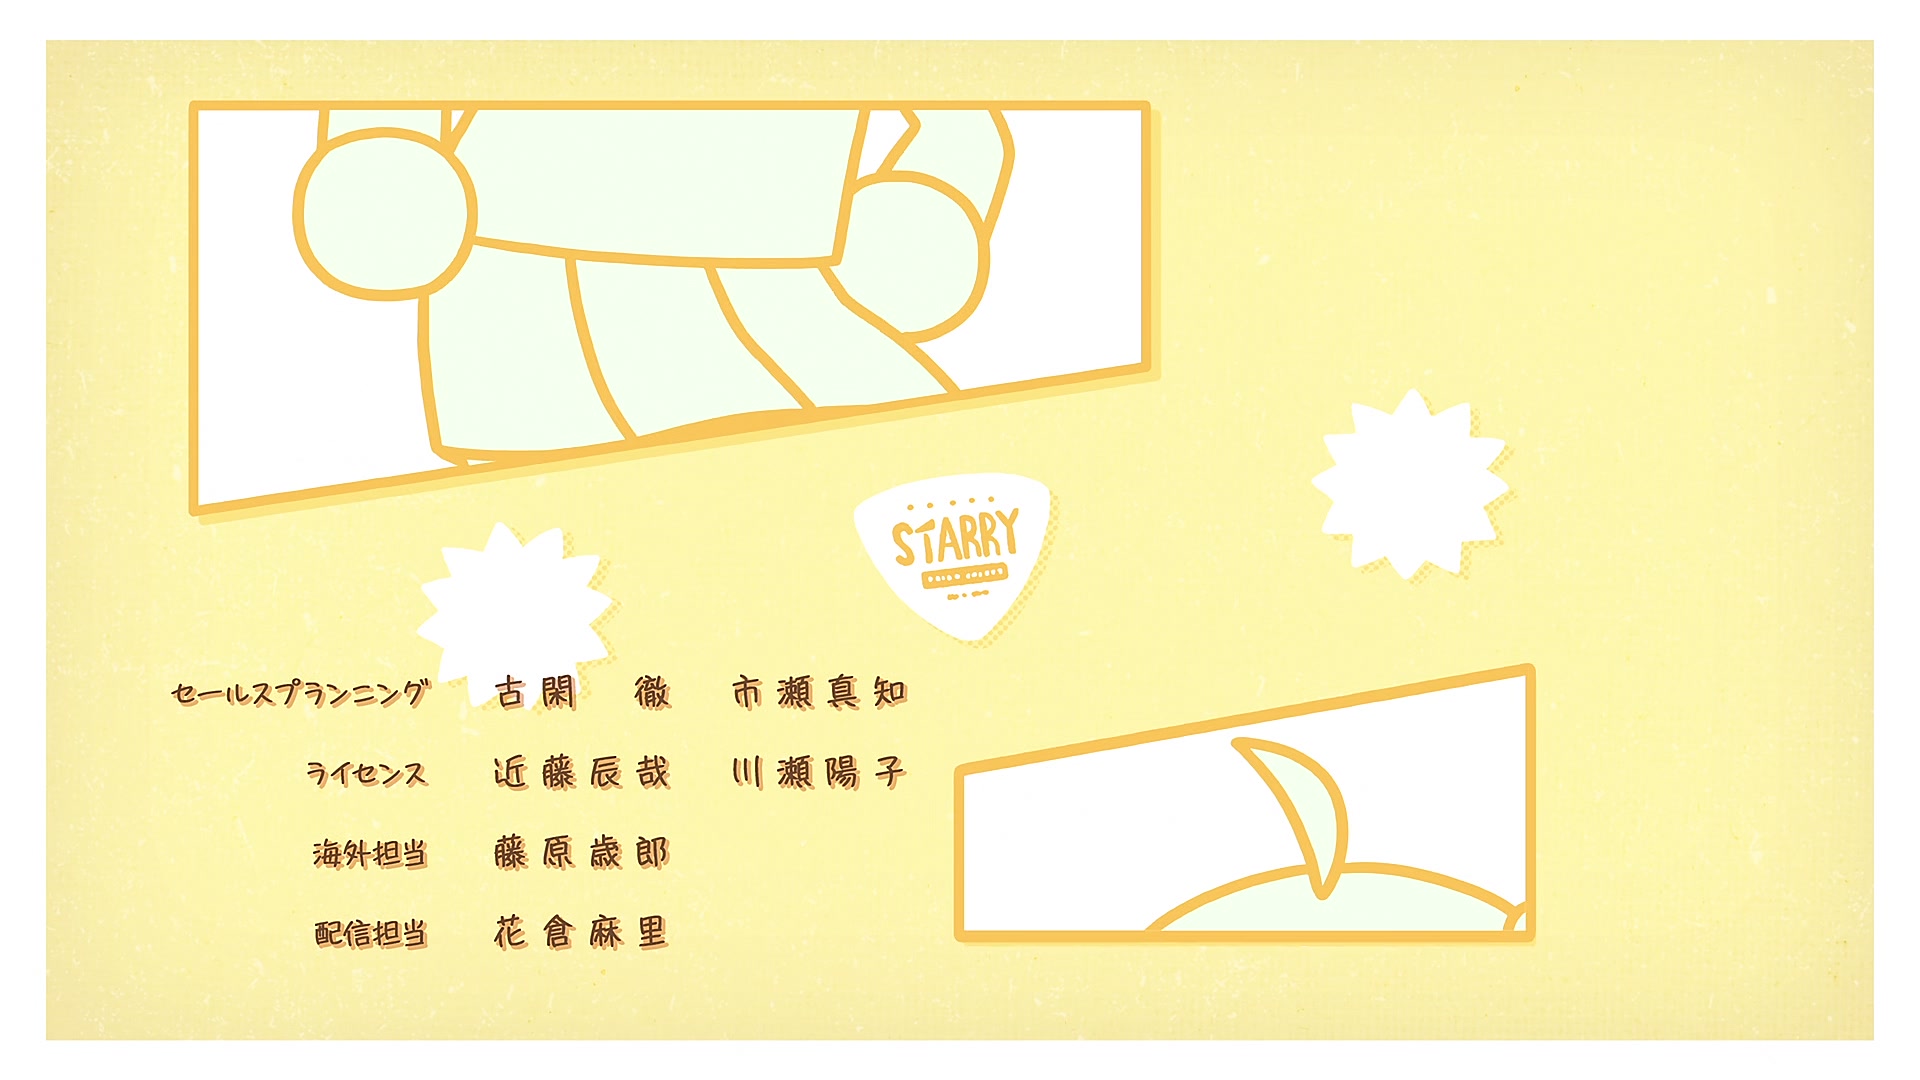 STARRY
セールスプランニング 古閑 徹 市瀬真知
ライセンス 近藤辰哉 川瀬陽子
海外担当 藤原歳郎
配信担当 花倉麻里